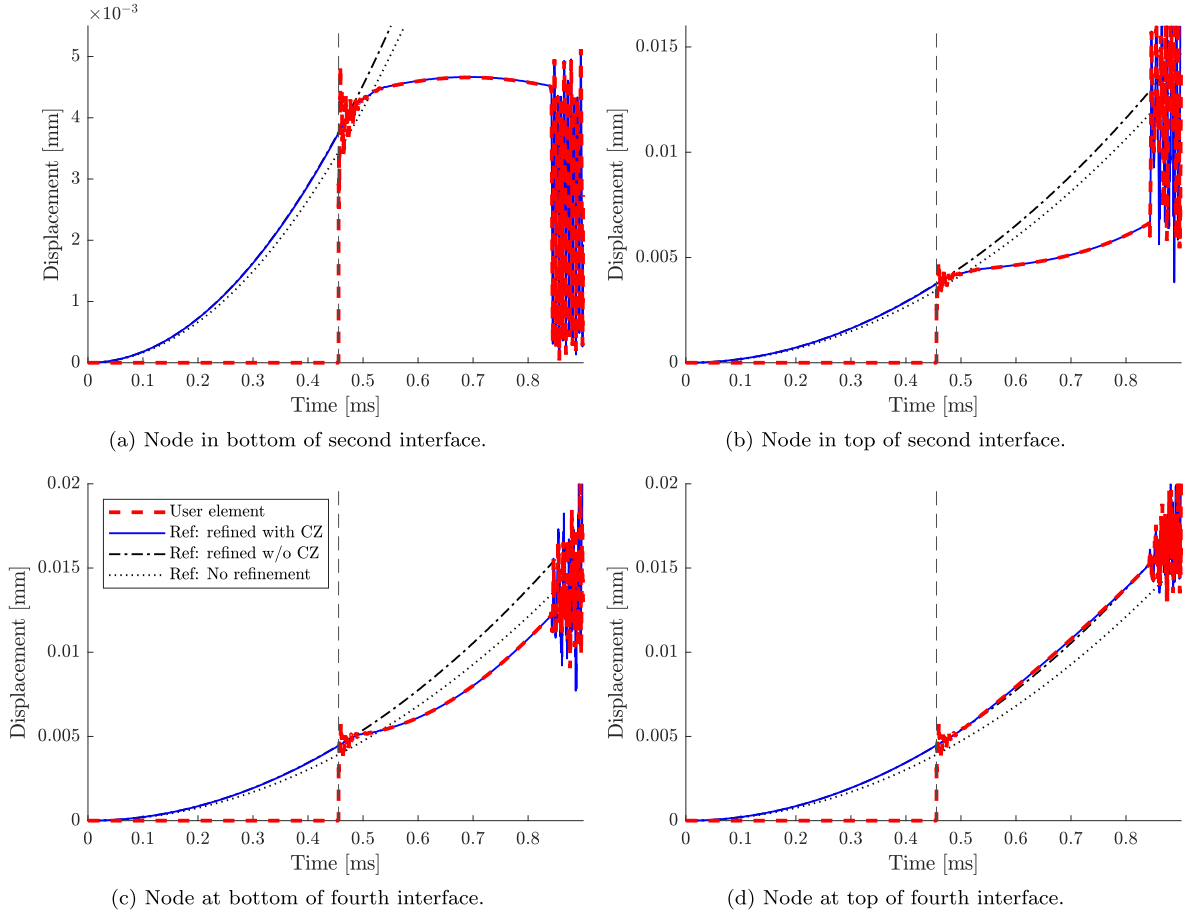 ×10⁻³
5
4
3
2
1
0
Displacement [mm]
0 0.1 0.2 0.3 0.4 0.5 0.6 0.7 0.8
Time [ms]
(a) Node in bottom of second interface.
0.015
0.01
0.005
0
Displacement [mm]
0 0.1 0.2 0.3 0.4 0.5 0.6 0.7 0.8
Time [ms]
(b) Node in top of second interface.
0.02
0.015
0.01
0.005
0
Displacement [mm]
User element
Ref: refined with CZ
Ref: refined w/o CZ
Ref: No refinement
0 0.1 0.2 0.3 0.4 0.5 0.6 0.7 0.8
Time [ms]
(c) Node at bottom of fourth interface.
0.02
0.015
0.01
0.005
0
Displacement [mm]
0 0.1 0.2 0.3 0.4 0.5 0.6 0.7 0.8
Time [ms]
(d) Node at top of fourth interface.